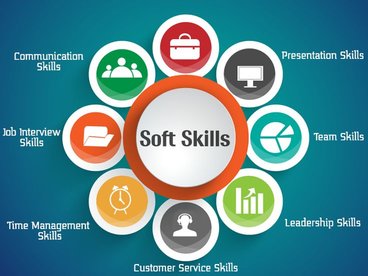 Communication
Skills
Presentation Skills
Job Interview
Skills
Soft Skills
Team Skills
Time Management
Skills
Leadership Skills
Customer Service Skills